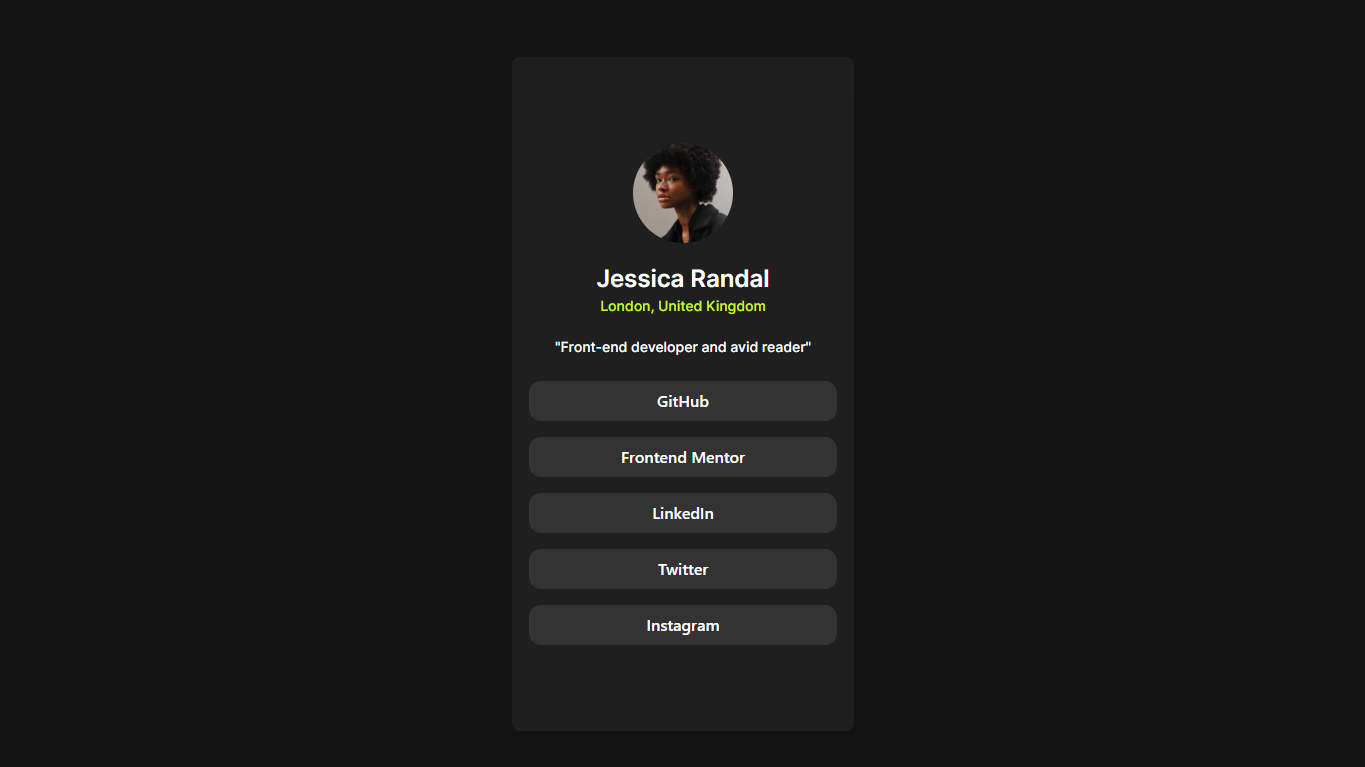 Jessica Randal
London, United Kingdom
"Front-end developer and avid reader"
GitHub
Frontend Mentor
LinkedIn
Twitter
Instagram